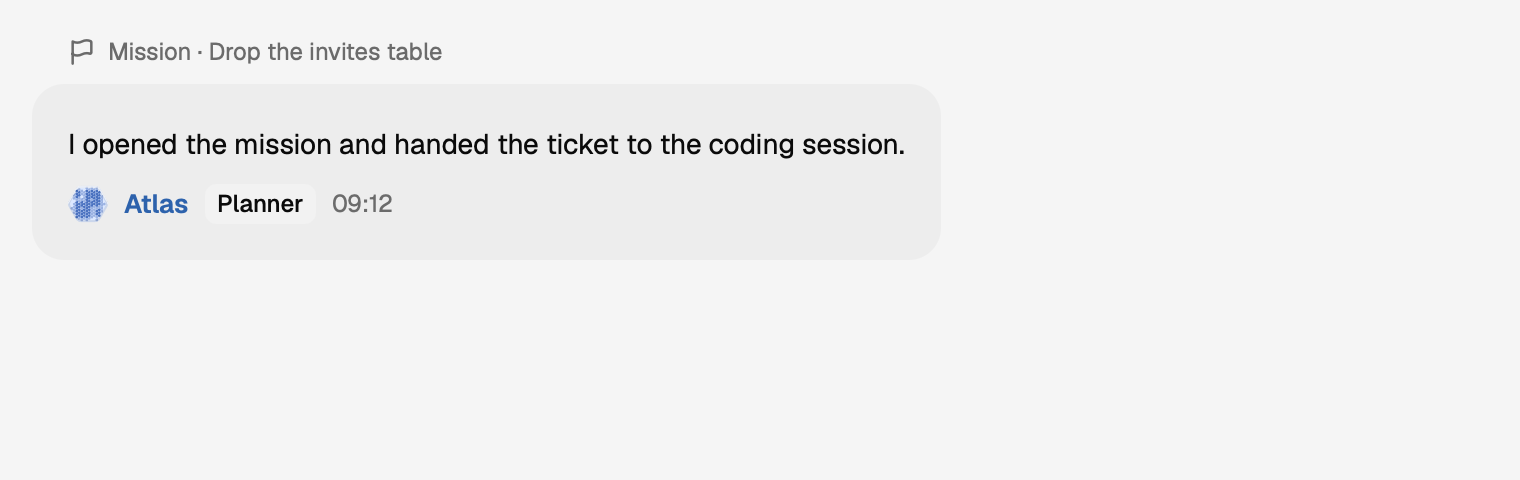 Mission · Drop the invites table
I opened the mission and handed the ticket to the coding session.
Atlas Planner 09:12